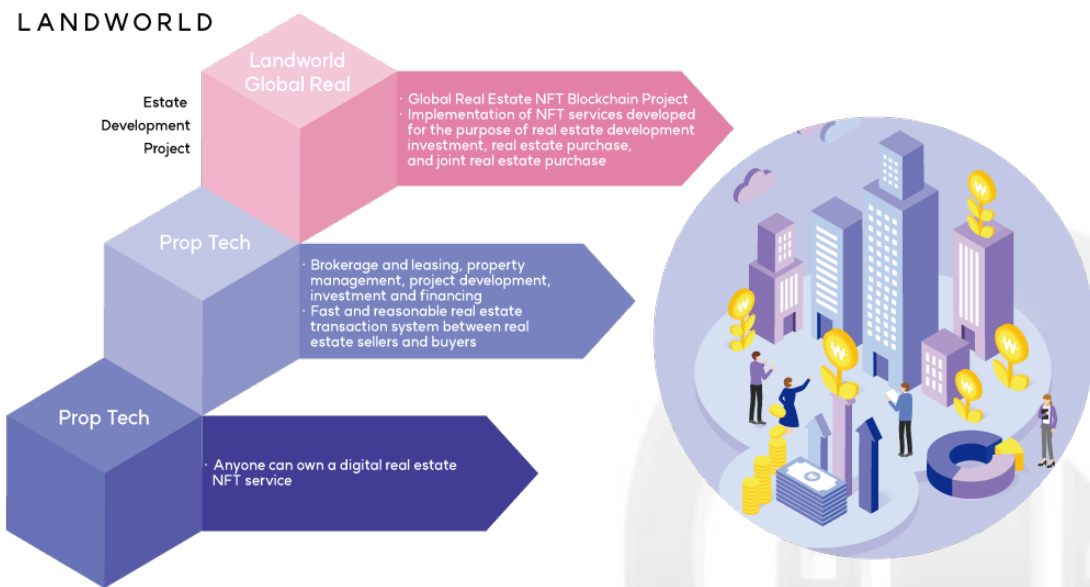 LANDWORLD
Landworld
Global Real
Estate
Development
Project
· Global Real Estate NFT Blockchain Project
· Implementation of NFT services developed
for the purpose of real estate development
investment, real estate purchase,
and joint real estate purchase
Prop Tech
· Brokerage and leasing, property
management, project development,
investment and financing
· Fast and reasonable real estate
transaction system between real
estate sellers and buyers
Prop Tech
· Anyone can own a digital real estate
NFT service
₩
₩
₩
₩
₩